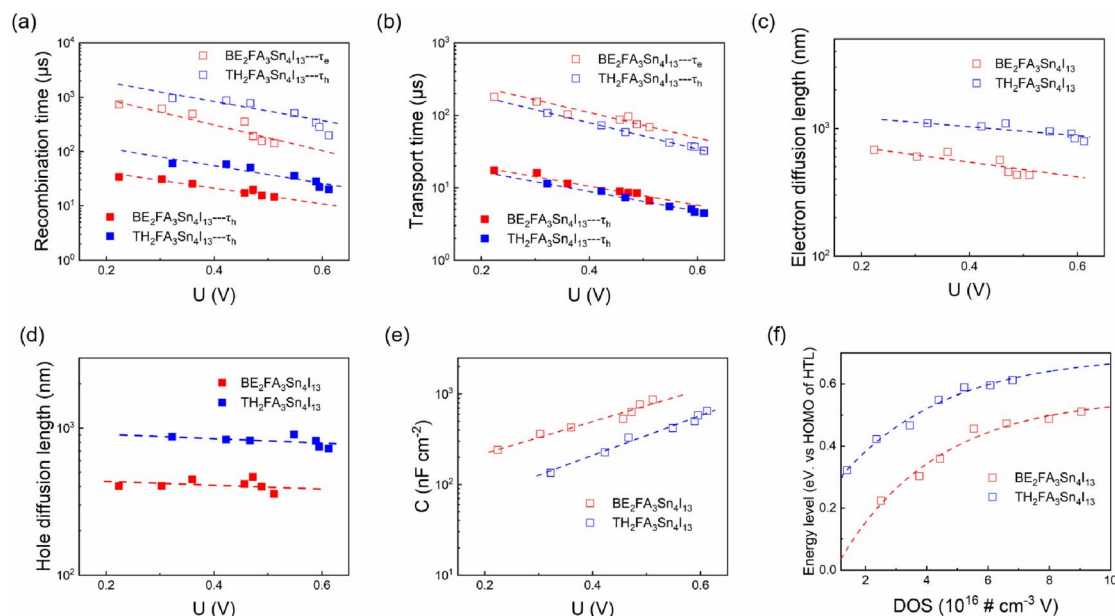 (a)
Recombination time (µs)
10⁴
10³
10²
10¹
10⁰
BE₂FA₃Sn₄I₁₃---τₑ
TH₂FA₃Sn₄I₁₃---τₕ
BE₂FA₃Sn₄I₁₃---τₕ
TH₂FA₃Sn₄I₁₃---τₕ
0.2 0.4 0.6
U (V)
(b)
Transport time (µs)
10³
10²
10¹
10⁰
BE₂FA₃Sn₄I₁₃---τₑ
TH₂FA₃Sn₄I₁₃---τₕ
BE₂FA₃Sn₄I₁₃---τₕ
TH₂FA₃Sn₄I₁₃---τₕ
0.2 0.4 0.6
U (V)
(c)
Electron diffusion length (nm)
10³
10²
BE₂FA₃Sn₄I₁₃
TH₂FA₃Sn₄I₁₃
0.2 0.4 0.6
U (V)
(d)
Hole diffusion length (nm)
10³
10²
BE₂FA₃Sn₄I₁₃
TH₂FA₃Sn₄I₁₃
0.2 0.4 0.6
U (V)
(e)
C (nF cm⁻²)
10³
10²
10¹
BE₂FA₃Sn₄I₁₃
TH₂FA₃Sn₄I₁₃
0.2 0.4 0.6
U (V)
(f)
Energy level (eV. vs HOMO of HTL)
0.6
0.4
0.2
0.0
BE₂FA₃Sn₄I₁₃
TH₂FA₃Sn₄I₁₃
2 4 6 8 10
DOS (10¹⁶ # cm⁻³ V)